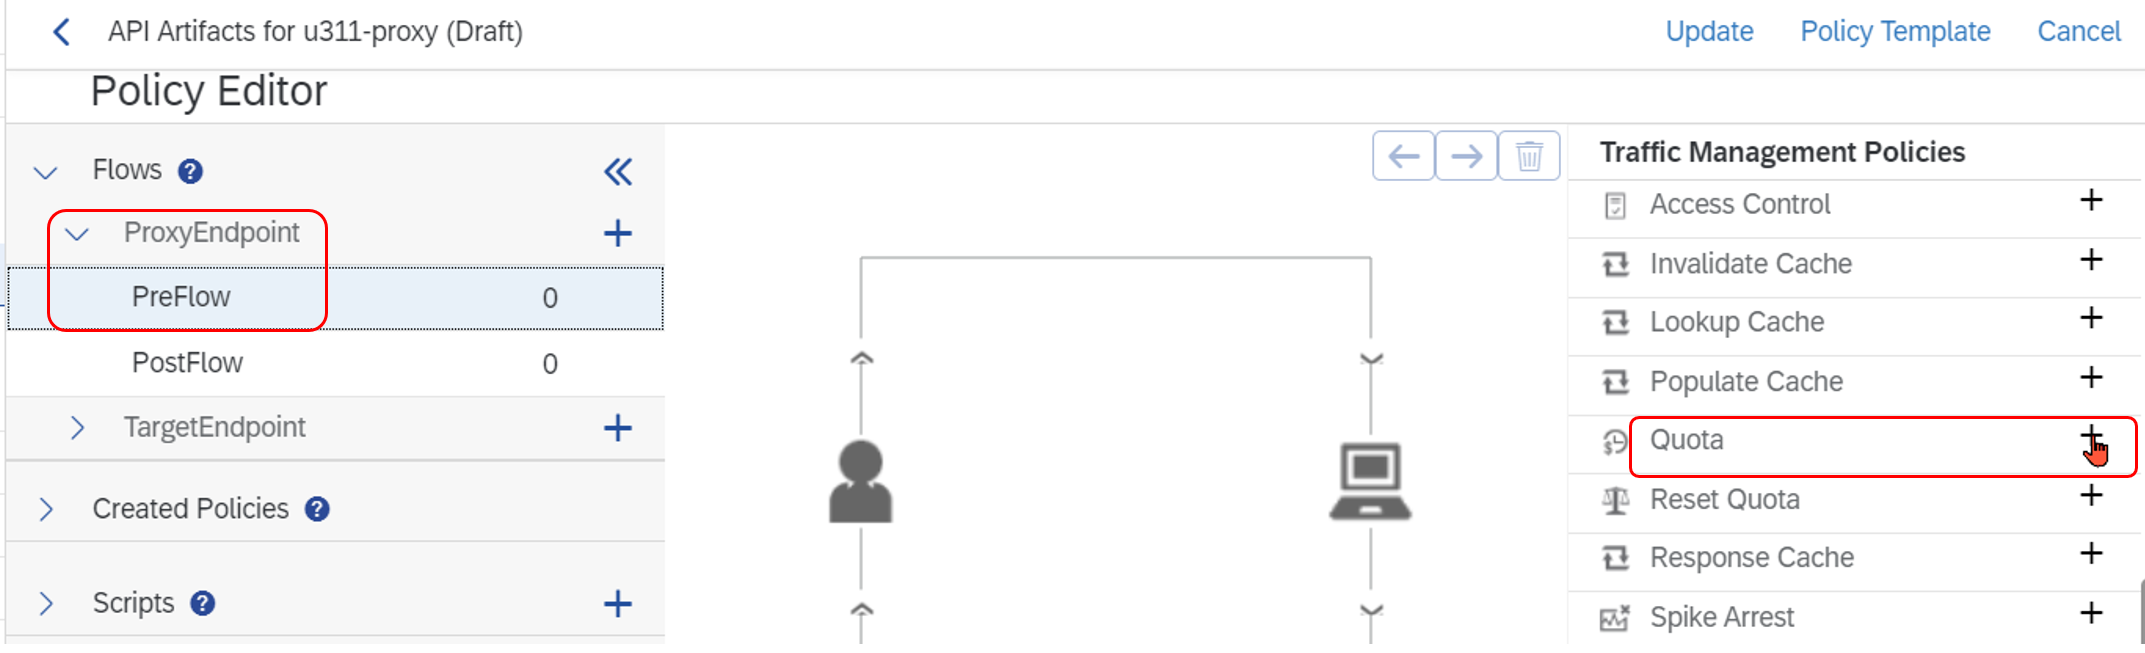 API Artifacts for u311-proxy (Draft)
Update
Policy Template
Cancel
Policy Editor
Flows ?
ProxyEndpoint
PreFlow 0
PostFlow 0
TargetEndpoint
Created Policies ?
Scripts ?
Traffic Management Policies
Access Control
Invalidate Cache
Lookup Cache
Populate Cache
Quota
Reset Quota
Response Cache
Spike Arrest